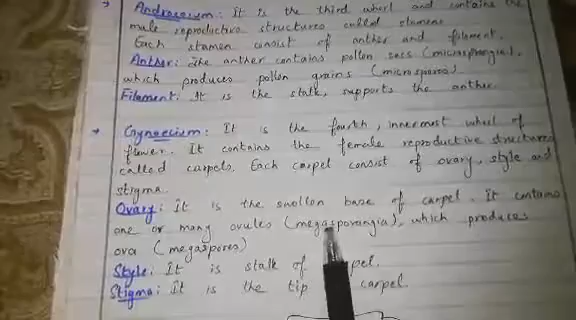 → Androecium: It is the third whorl and contains the
male reproductive structures called stamens.
Each stamen consist of anther and filament.
Anther: The anther contains pollen sacs (microsporangia),
which produces pollen grains (microspores)
Filament: It is the stalk, supports the anther.
→ Gynoecium: It is the fourth, innermost whorl of
flower. It contains the female reproductive structures
called carpels. Each carpel consist of ovary, style and
stigma.
Ovary: It is the swollen base of carpel. It contains
one or many ovules (megasporangia), which produces
ova (megaspores)
Style: It is stalk of pel.
Stigma: It is the tip carpel.